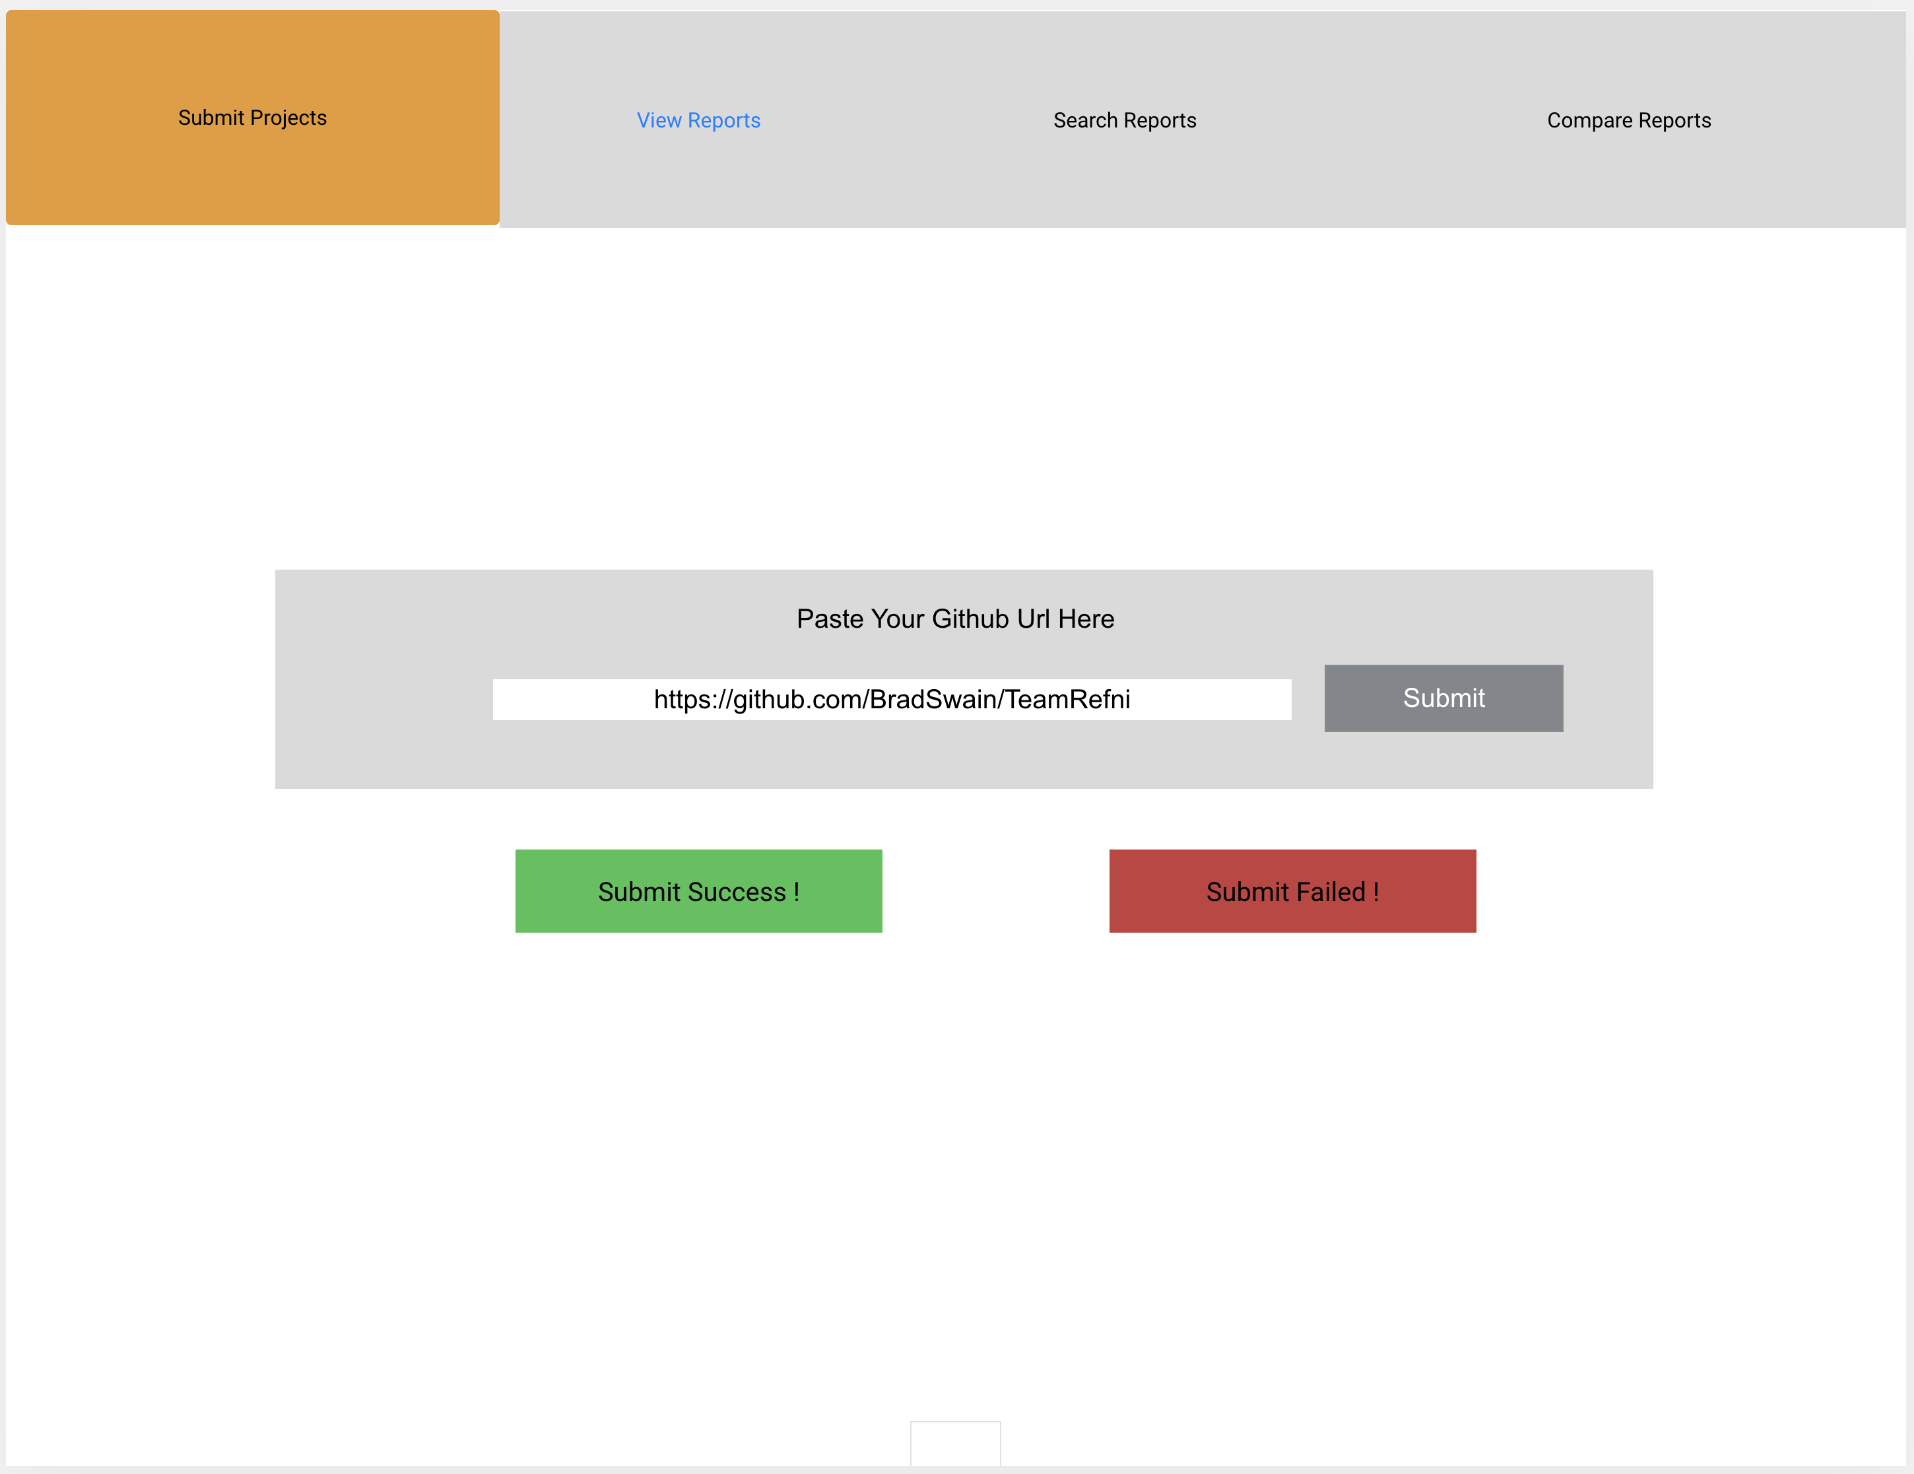 Submit Projects
View Reports
Search Reports
Compare Reports
Paste Your Github Url Here
https://github.com/BradSwain/TeamRefni
Submit
Submit Success !
Submit Failed !